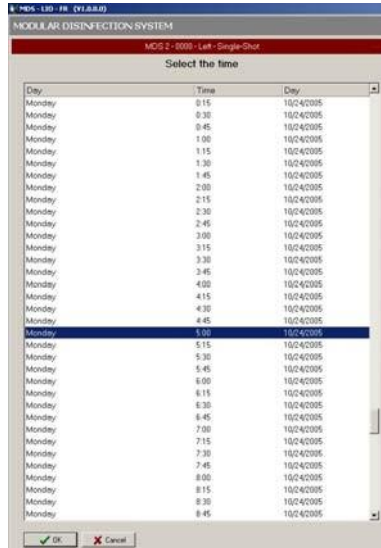 MDS - LIO - FR (V1.0.0.0)
MODULAR DISINFECTION SYSTEM
MDS 2 - 0000 - Left - Single-Shot
Select the time
Day Time Day
Monday 0:15 10/24/2005
Monday 0:30 10/24/2005
Monday 0:45 10/24/2005
Monday 1:00 10/24/2005
Monday 1:15 10/24/2005
Monday 1:30 10/24/2005
Monday 1:45 10/24/2005
Monday 2:00 10/24/2005
Monday 2:15 10/24/2005
Monday 2:30 10/24/2005
Monday 2:45 10/24/2005
Monday 3:00 10/24/2005
Monday 3:15 10/24/2005
Monday 3:30 10/24/2005
Monday 3:45 10/24/2005
Monday 4:00 10/24/2005
Monday 4:15 10/24/2005
Monday 4:30 10/24/2005
Monday 4:45 10/24/2005
Monday 5:00 10/24/2005
Monday 5:15 10/24/2005
Monday 5:30 10/24/2005
Monday 5:45 10/24/2005
Monday 6:00 10/24/2005
Monday 6:15 10/24/2005
Monday 6:30 10/24/2005
Monday 6:45 10/24/2005
Monday 7:00 10/24/2005
Monday 7:15 10/24/2005
Monday 7:30 10/24/2005
Monday 7:45 10/24/2005
Monday 8:00 10/24/2005
Monday 8:15 10/24/2005
Monday 8:30 10/24/2005
Monday 8:45 10/24/2005
OK Cancel